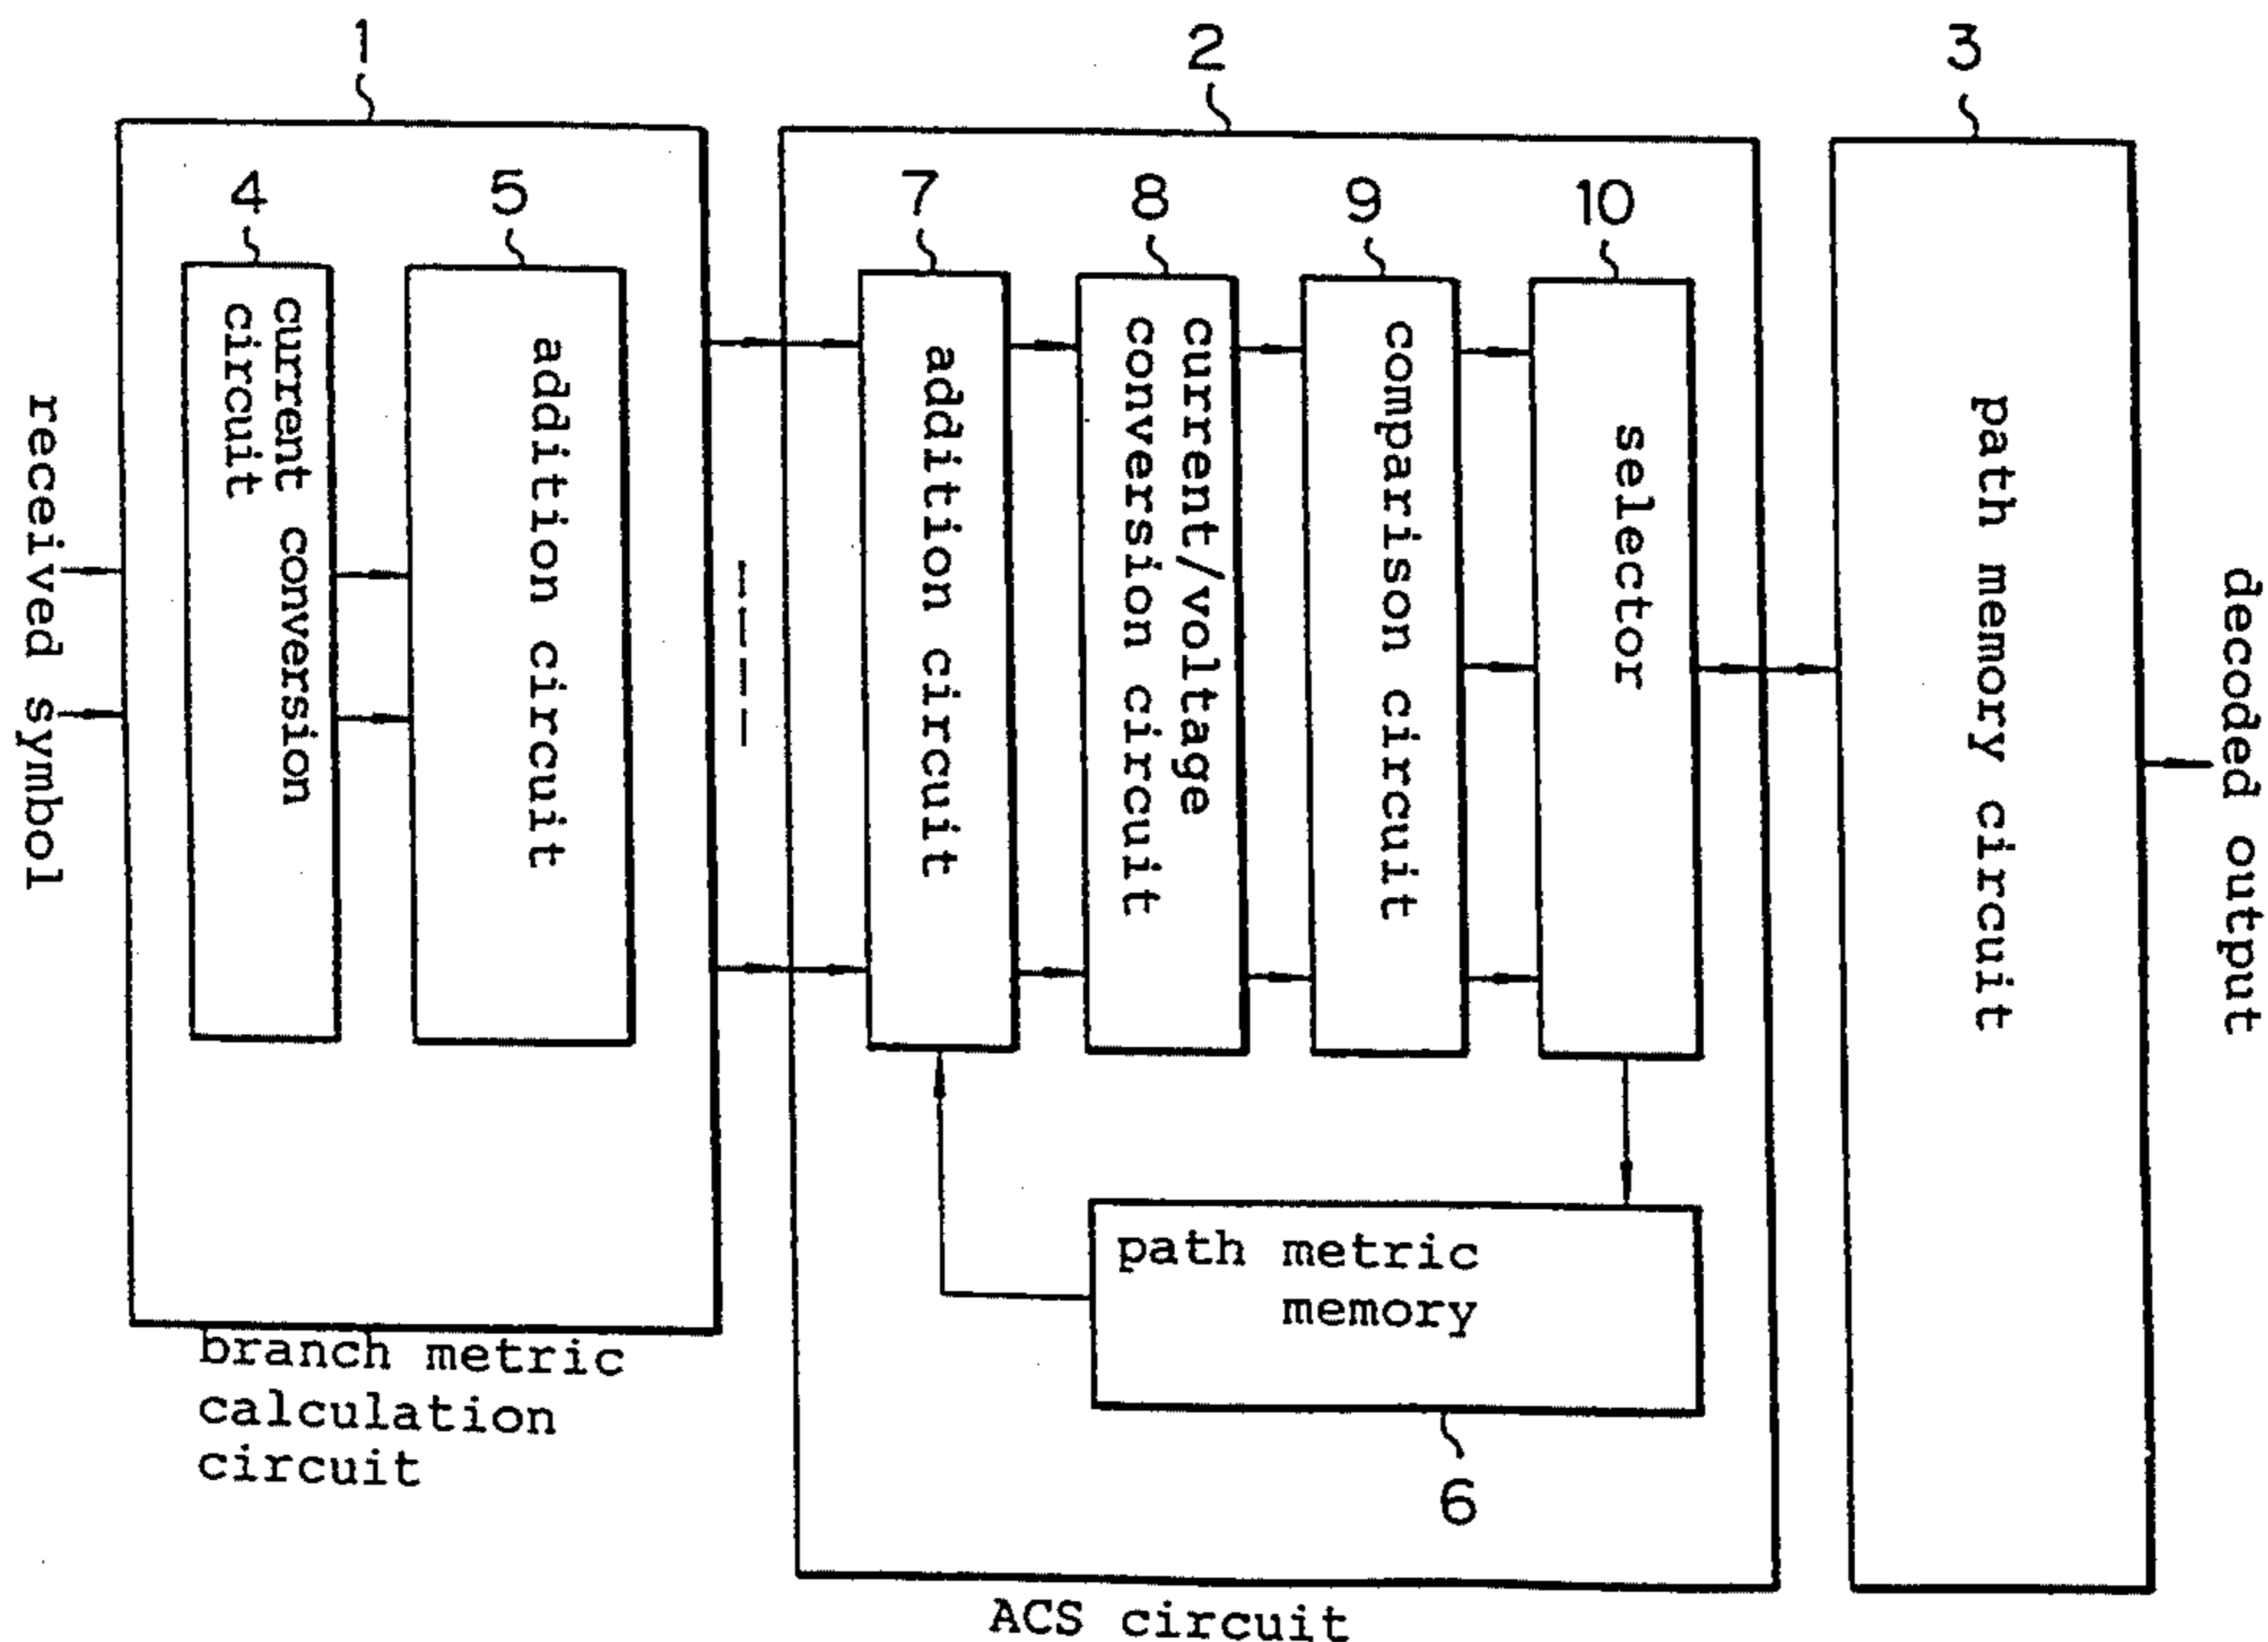 1
2
3
4
5
7
8
9
10
received symbol
current conversion
circuit
addition circuit
addition circuit
current/voltage
conversion circuit
comparison circuit
selector
path memory circuit
decoded output
path metric
memory
6
branch metric
calculation
circuit
ACS circuit